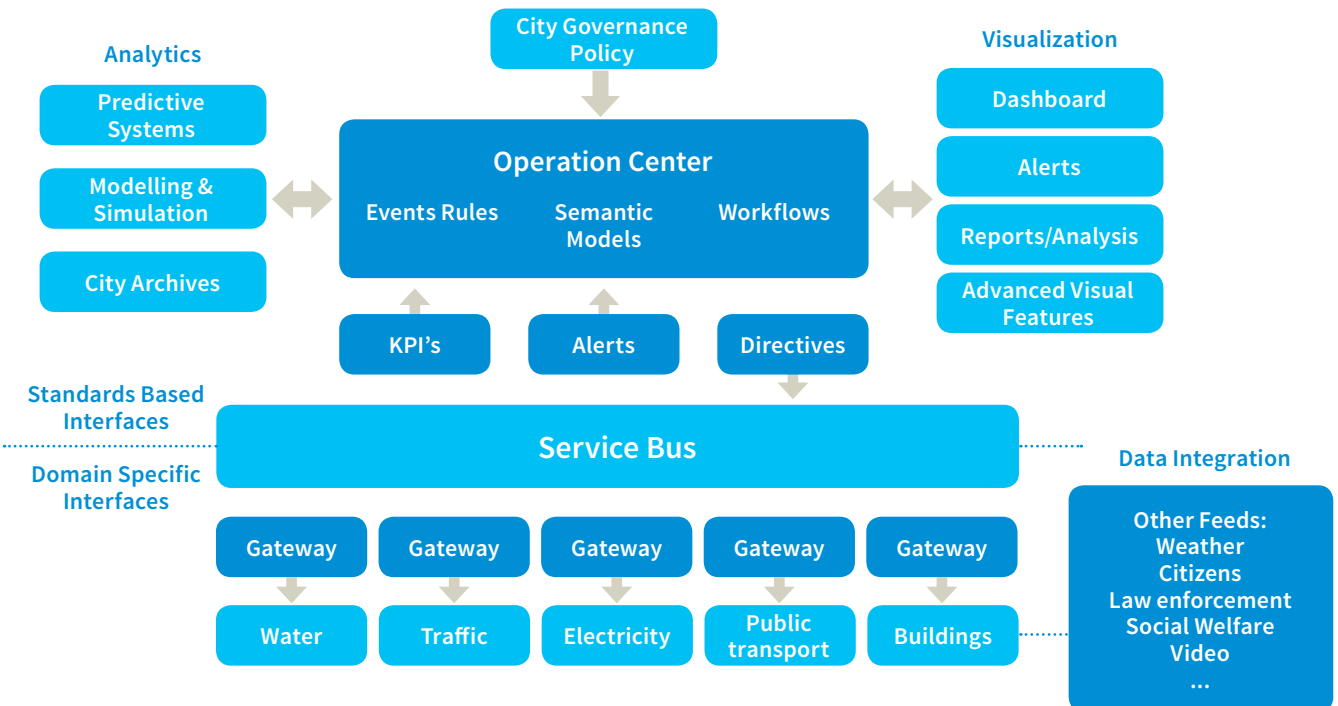 City Governance
Policy
Analytics
Visualization
Predictive
Systems
Modelling &
Simulation
City Archives
Operation Center
Events Rules
Semantic
Models
Workflows
Dashboard
Alerts
Reports/Analysis
Advanced Visual
Features
KPI’s
Alerts
Directives
Standards Based
Interfaces
Service Bus
Domain Specific
Interfaces
Data Integration
Gateway
Gateway
Gateway
Gateway
Gateway
Water
Traffic
Electricity
Public
transport
Buildings
Other Feeds:
Weather
Citizens
Law enforcement
Social Welfare
Video
...